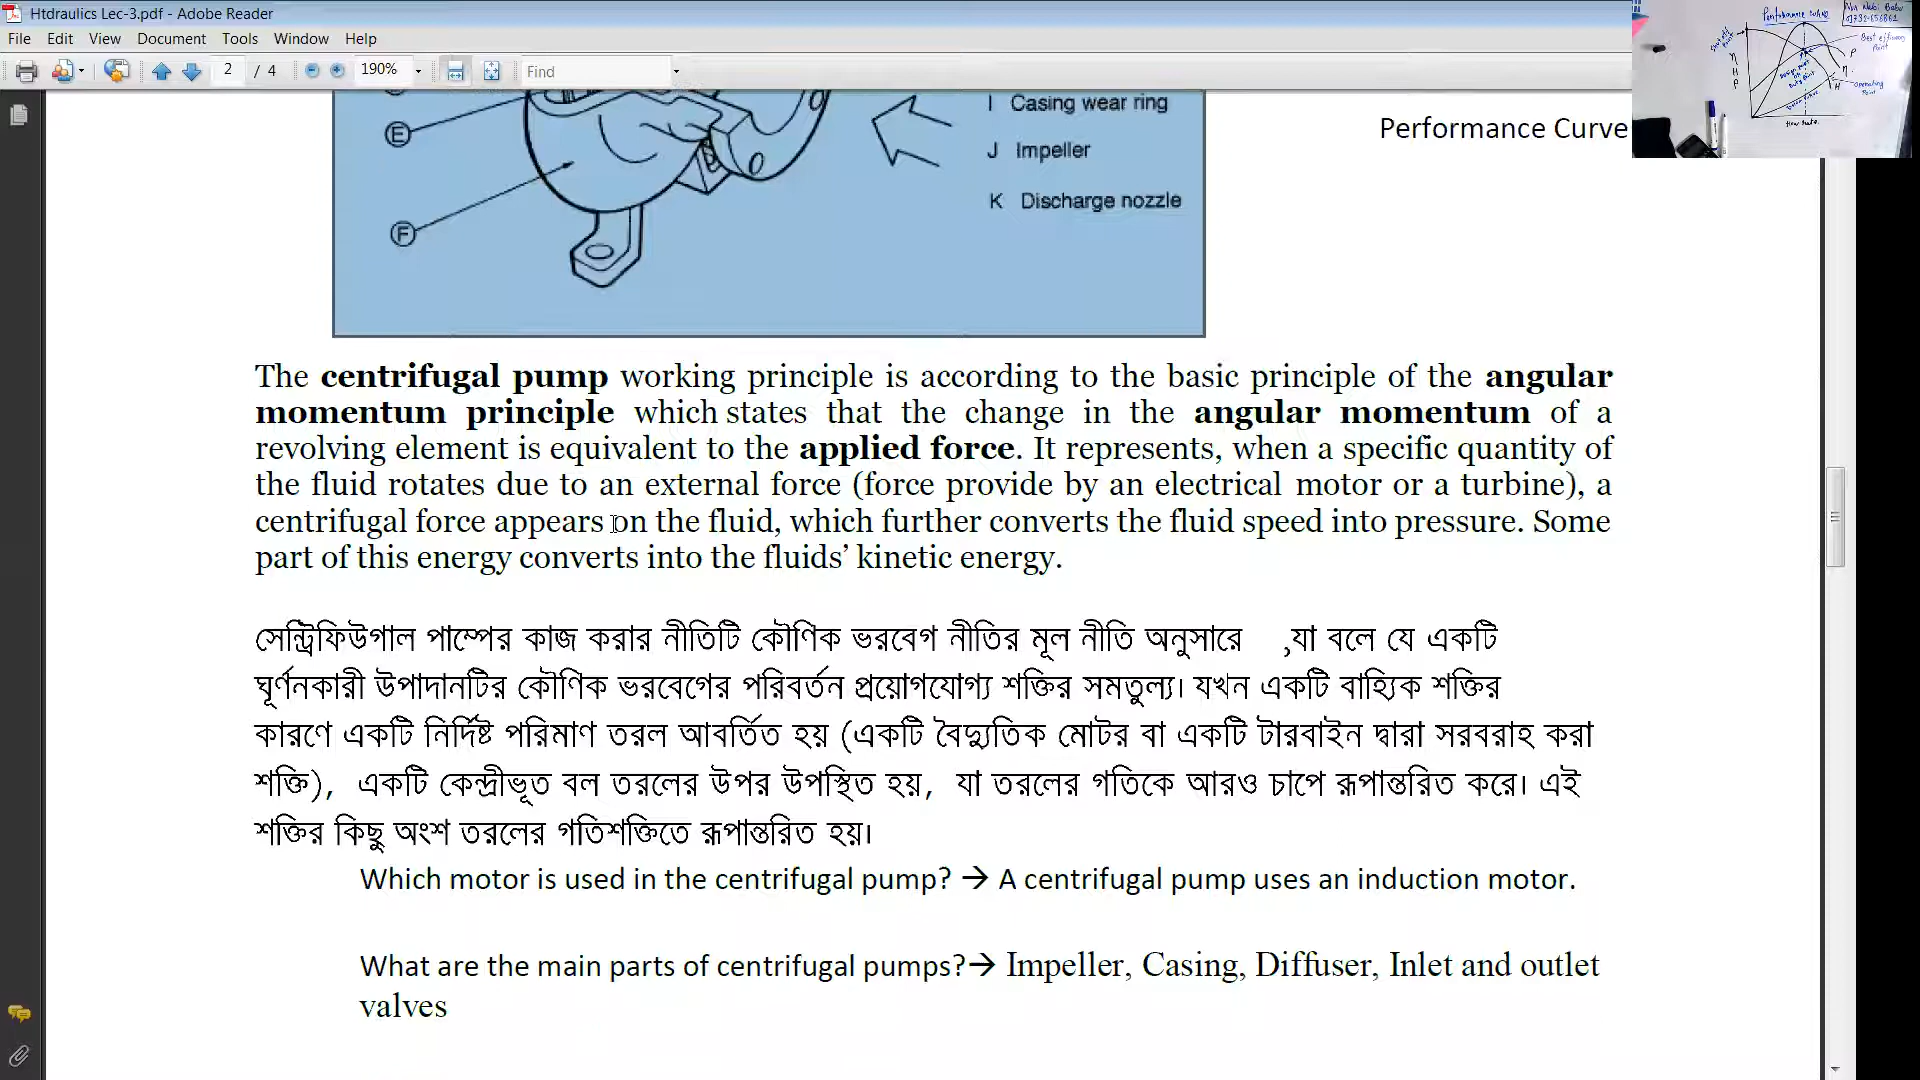 Htdraulics Lec-3.pdf - Adobe Reader
File Edit View Document Tools Window Help
2 / 4 190% Find
I Casing wear ring
J Impeller
K Discharge nozzle
E
F
Performance Curve
Performance curve
Best efficiency
Point
Operating
Point
flow rate
The centrifugal pump working principle is according to the basic principle of the angular
momentum principle which states that the change in the angular momentum of a
revolving element is equivalent to the applied force. It represents, when a specific quantity of
the fluid rotates due to an external force (force provide by an electrical motor or a turbine), a
centrifugal force appears on the fluid, which further converts the fluid speed into pressure. Some
part of this energy converts into the fluids’ kinetic energy.
সেন্ট্রিফিউগাল পাম্পের কাজ করার নীতিটি কৌণিক ভরবেগ নীতির মূল নীতি অনুসারে ,যা বলে যে একটি
ঘূর্ণনকারী উপাদানটির কৌণিক ভরবেগের পরিবর্তন প্রয়োগযোগ্য শক্তির সমতুল্য। যখন একটি বাহ্যিক শক্তির
কারণে একটি নির্দিষ্ট পরিমাণ তরল আবর্তিত হয় (একটি বৈদ্যুতিক মোটর বা একটি টারবাইন দ্বারা সরবরাহ করা
শক্তি), একটি কেন্দ্রীভূত বল তরলের উপর উপস্থিত হয়, যা তরলের গতিকে আরও চাপে রূপান্তরিত করে। এই
শক্তির কিছু অংশ তরলের গতিশক্তিতে রূপান্তরিত হয়।
Which motor is used in the centrifugal pump? → A centrifugal pump uses an induction motor.
What are the main parts of centrifugal pumps?→ Impeller, Casing, Diffuser, Inlet and outlet
valves